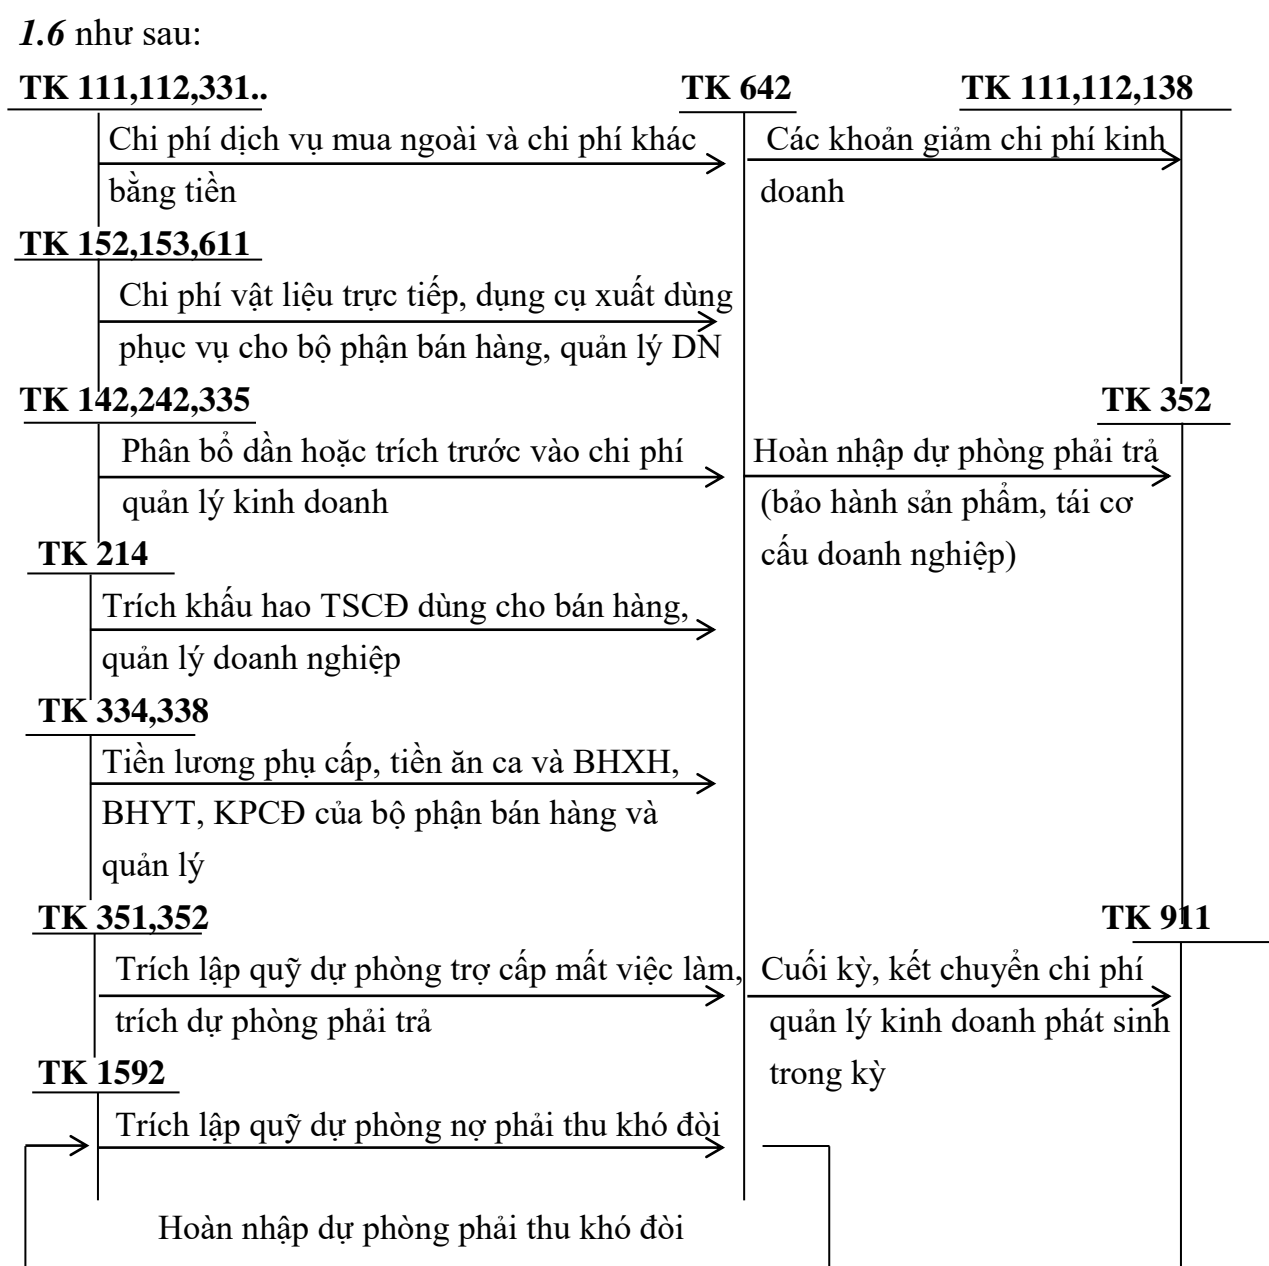 1.6 như sau:
TK 111,112,331.. TK 642 TK 111,112,138
Chi phí dịch vụ mua ngoài và chi phí khác Các khoản giảm chi phí kinh
bằng tiền doanh
TK 152,153,611
Chi phí vật liệu trực tiếp, dụng cụ xuất dùng
phục vụ cho bộ phận bán hàng, quản lý DN
TK 142,242,335 TK 352
Phân bổ dần hoặc trích trước vào chi phí Hoàn nhập dự phòng phải trả
quản lý kinh doanh (bảo hành sản phẩm, tái cơ
TK 214 cấu doanh nghiệp)
Trích khấu hao TSCĐ dùng cho bán hàng,
quản lý doanh nghiệp
TK 334,338
Tiền lương phụ cấp, tiền ăn ca và BHXH,
BHYT, KPCĐ của bộ phận bán hàng và
quản lý
TK 351,352 TK 911
Trích lập quỹ dự phòng trợ cấp mất việc làm, Cuối kỳ, kết chuyển chi phí
trích dự phòng phải trả quản lý kinh doanh phát sinh
TK 1592 trong kỳ
Trích lập quỹ dự phòng nợ phải thu khó đòi
Hoàn nhập dự phòng phải thu khó đòi